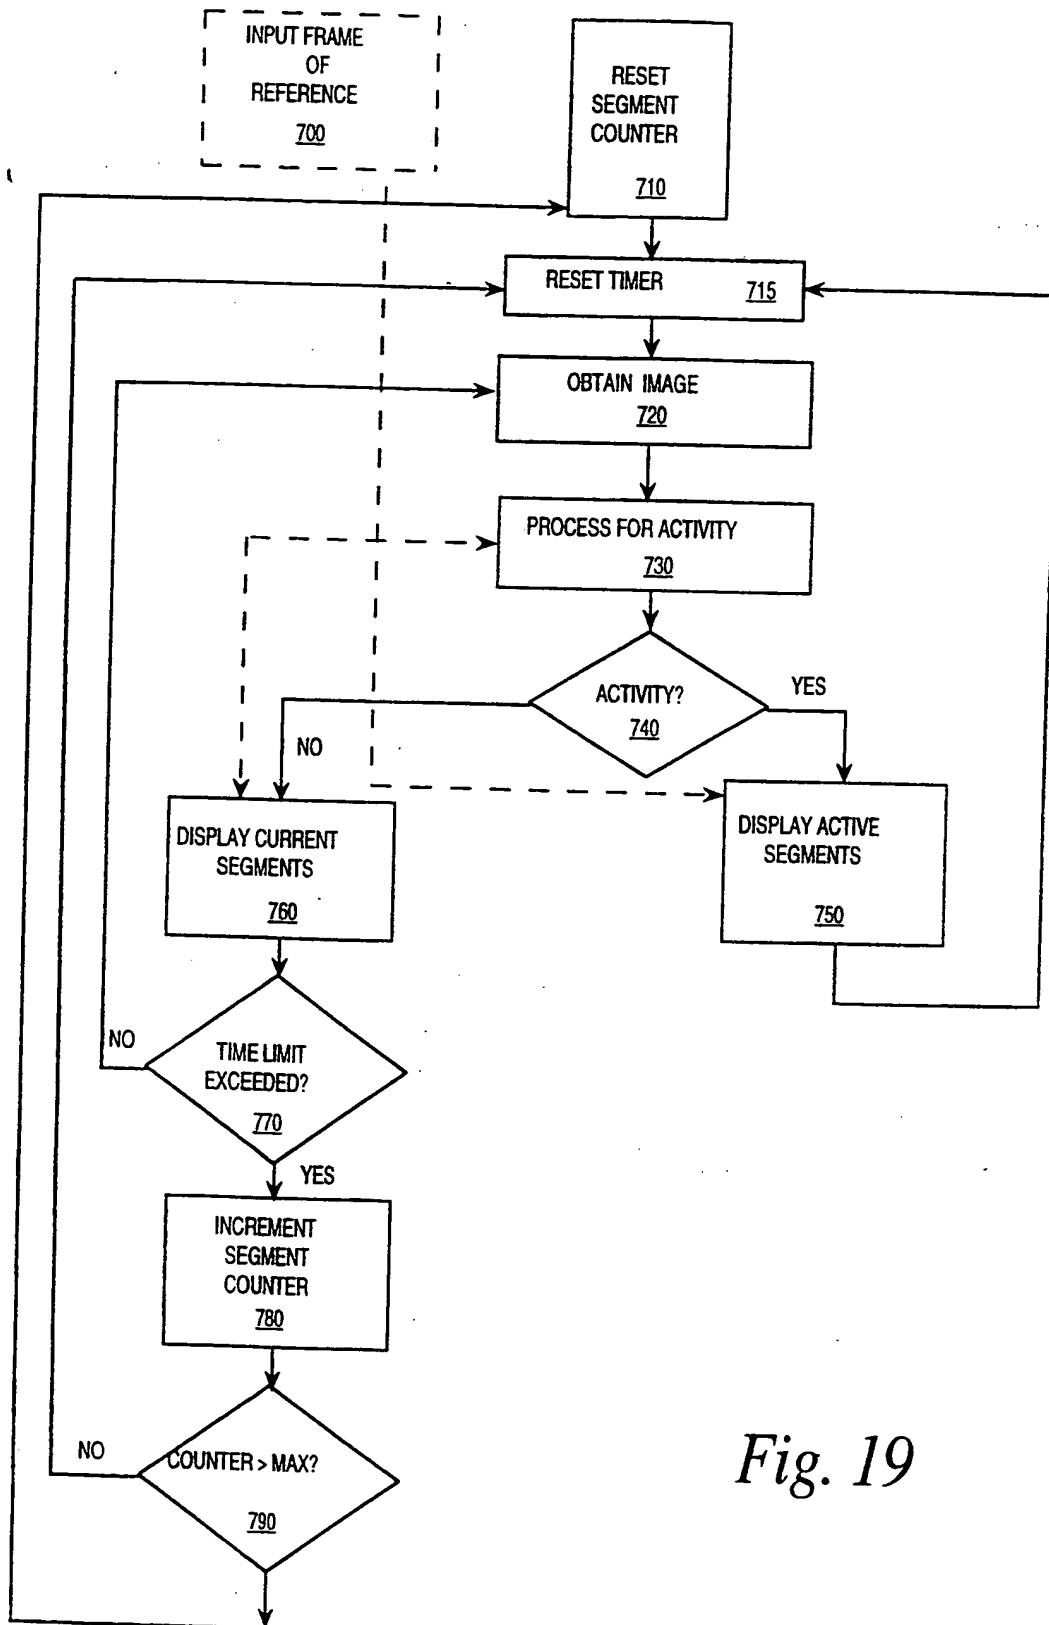 INPUT FRAME
OF
REFERENCE
700
RESET
SEGMENT
COUNTER
710
RESET TIMER 715
OBTAIN IMAGE
720
PROCESS FOR ACTIVITY
730
ACTIVITY?
740
YES
NO
DISPLAY CURRENT
SEGMENTS
760
DISPLAY ACTIVE
SEGMENTS
750
NO
TIME LIMIT
EXCEEDED?
770
YES
INCREMENT
SEGMENT
COUNTER
780
NO
COUNTER > MAX?
790
Fig. 19